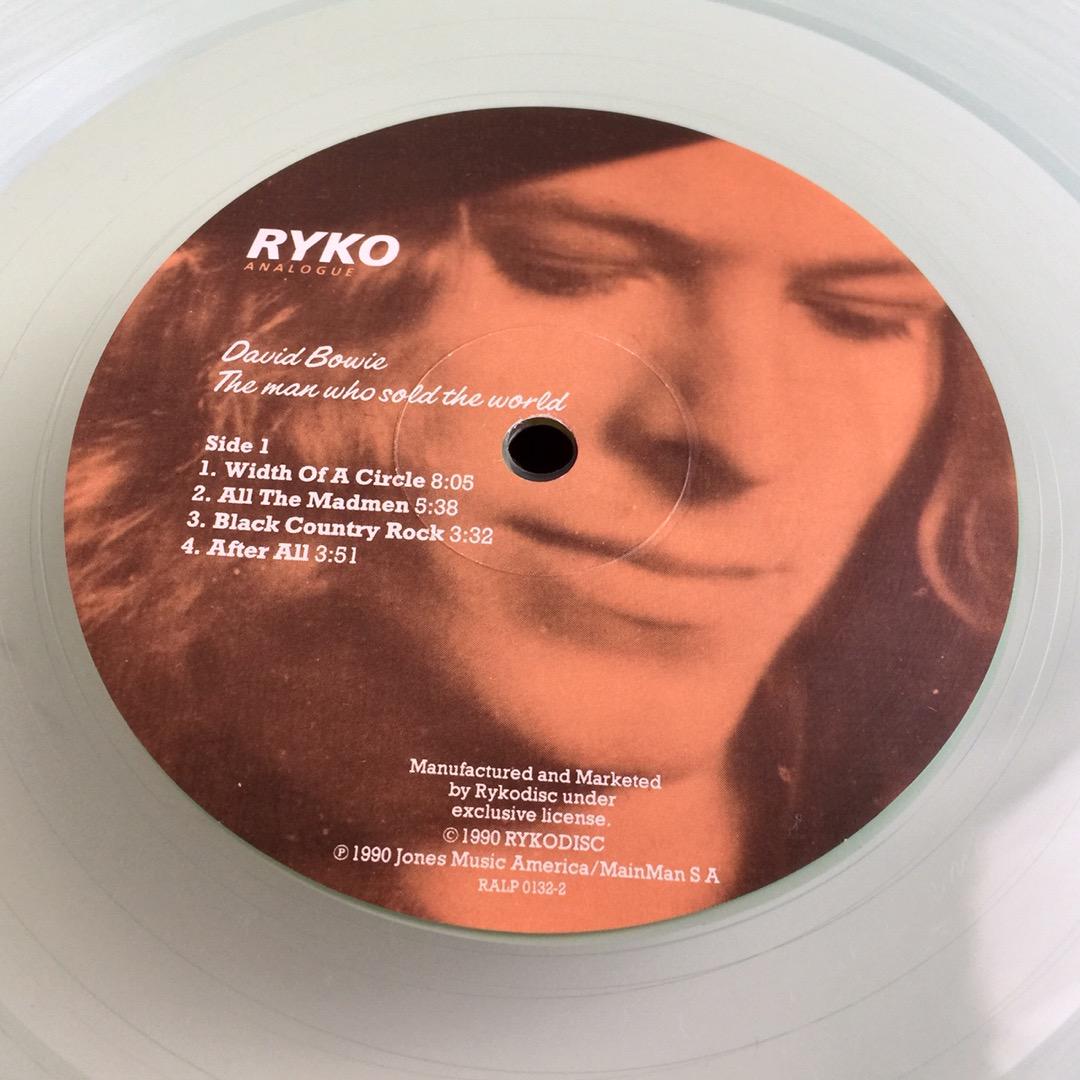 RYKO
ANALOGUE
David Bowie
The man who sold the world
Side 1
1. Width Of A Circle 8:05
2. All The Madmen 5:38
3. Black Country Rock 3:32
4. After All 3:51
Manufactured and Marketed
by Rykodisc under
exclusive license.
© 1990 RYKODISC
℗ 1990 Jones Music America/MainMan S A
RALP 0132-2